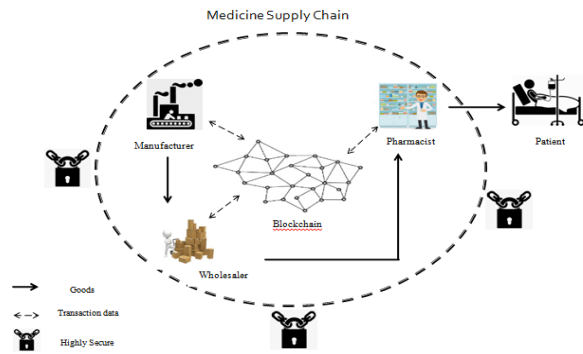 Medicine Supply Chain
Manufacturer
Pharmacist
Patient
Blockchain
Wholesaler
Goods
Transaction data
Highly Secure